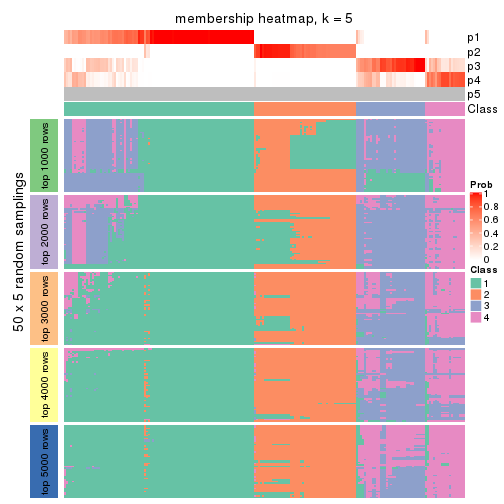 membership heatmap, k = 5
p1
p2
p3
p4
p5
Class
50 x 5 random samplings
top 1000 rows
top 2000 rows
top 3000 rows
top 4000 rows
top 5000 rows
Prob
1
0.8
0.6
0.4
0.2
0
Class
1
2
3
4